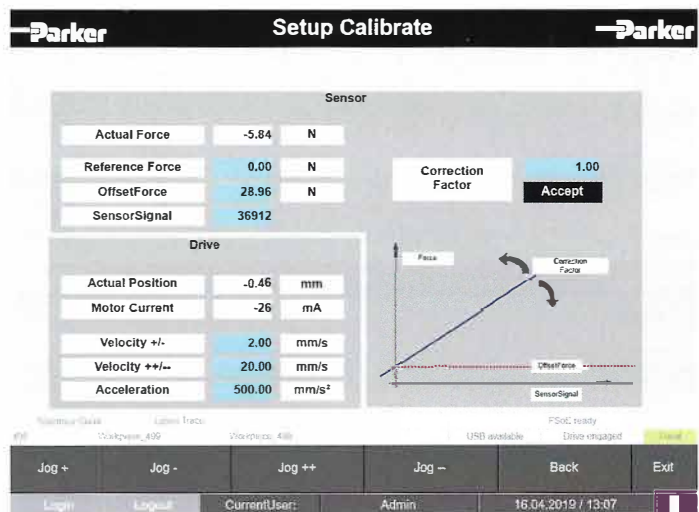 Parker
Setup Calibrate
Parker
Sensor
Actual Force -5.84 N
Reference Force 0.00 N
OffsetForce 28.96 N
SensorSignal 36912
Correction Factor 1.00
Accept
Drive
Actual Position -0.46 mm
Motor Current -26 mA
Velocity +/- 2.00 mm/s
Velocity ++/-- 20.00 mm/s
Acceleration 500.00 mm/s²
Force
Correction
Factor
OffsetForce
SensorSignal
PSoC ready
Workpiece_499
USB available Drive engaged
Jog + Jog - Jog ++ Jog -- Back Exit
Login Logout CurrentUser: Admin 16.04.2019 / 13:07